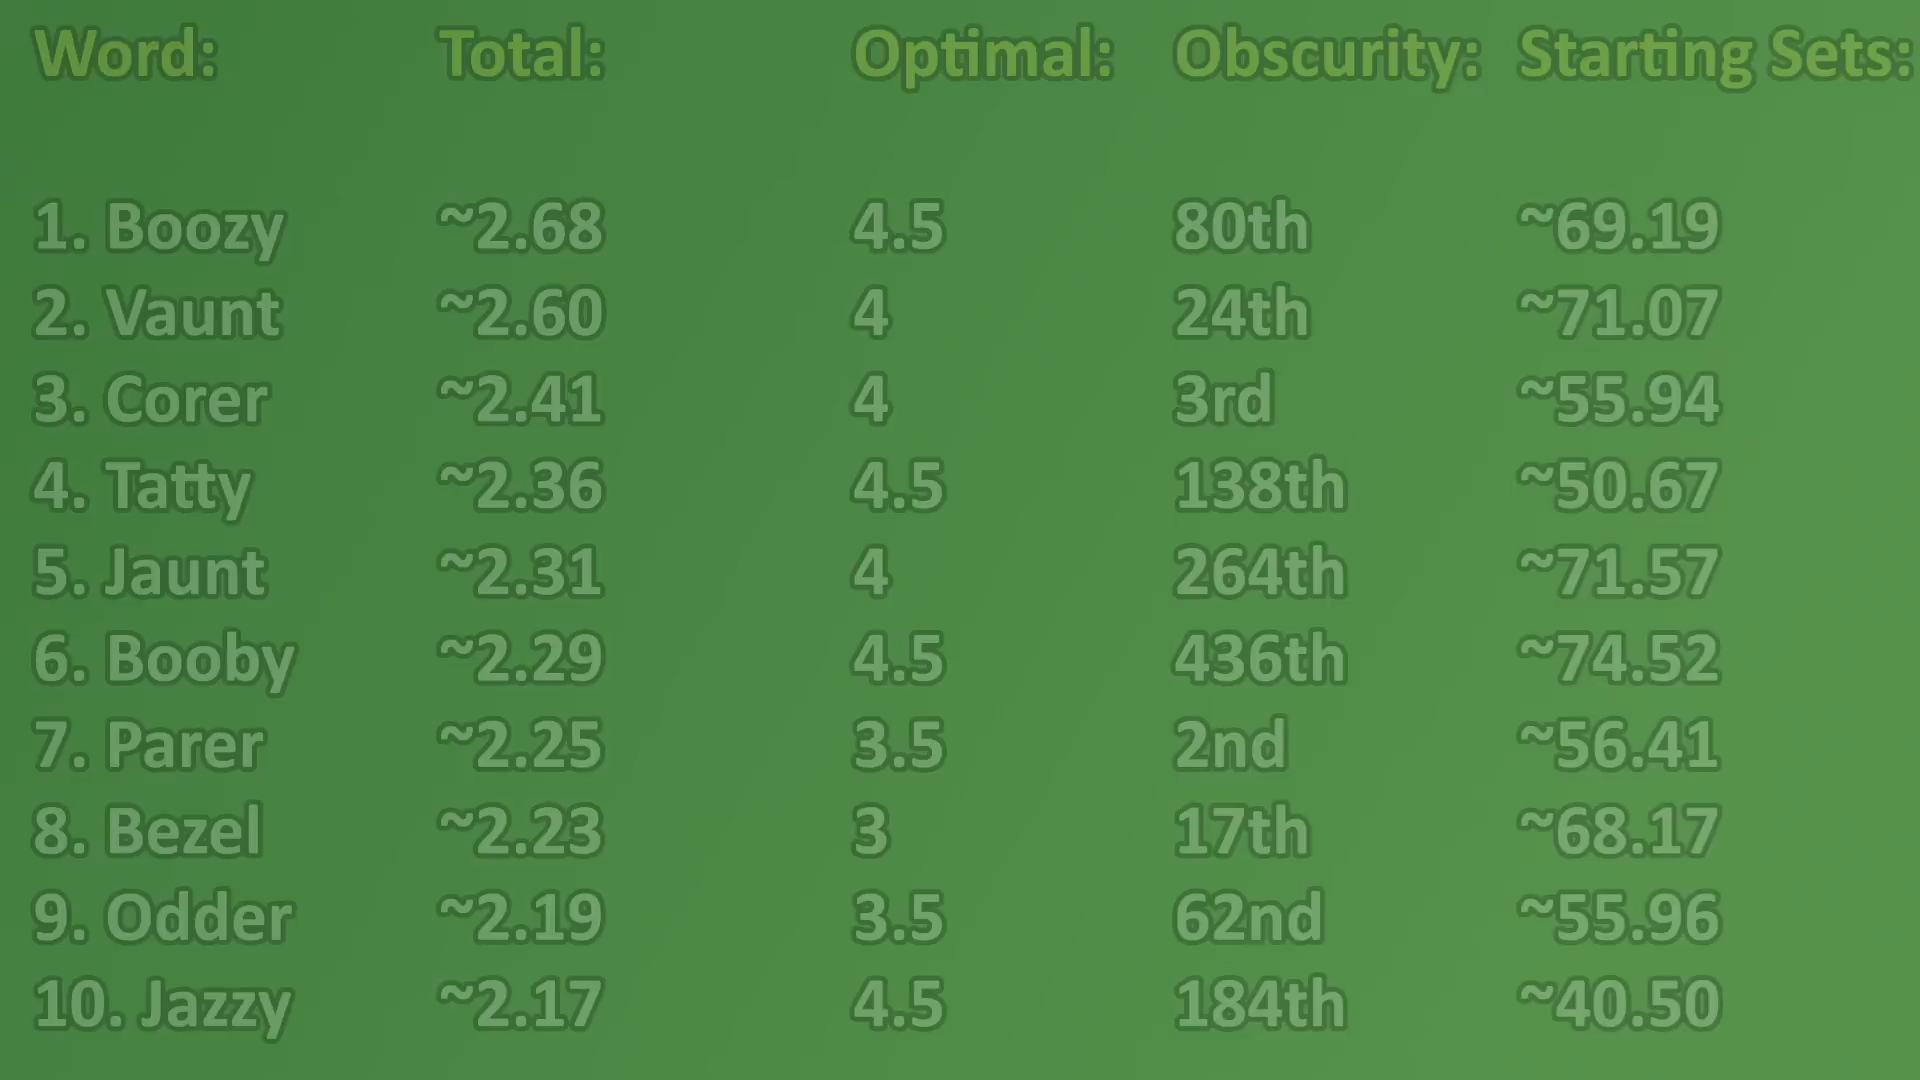 Word: Total: Optimal: Obscurity: Starting Sets:
1. Boozy ~2.68 4.5 80th ~69.19
2. Vaunt ~2.60 4 24th ~71.07
3. Corer ~2.41 4 3rd ~55.94
4. Tatty ~2.36 4.5 138th ~50.67
5. Jaunt ~2.31 4 264th ~71.57
6. Booby ~2.29 4.5 436th ~74.52
7. Parer ~2.25 3.5 2nd ~56.41
8. Bezel ~2.23 3 17th ~68.17
9. Odder ~2.19 3.5 62nd ~55.96
10. Jazzy ~2.17 4.5 184th ~40.50